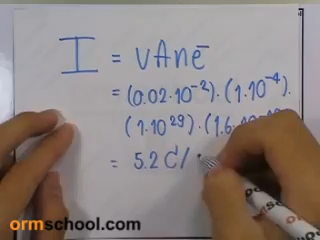 I = vAne⁻
= (0.02·10⁻²)·(1·10⁻⁴)·
(1·10²⁹)·(1.6
= 5.2 C/
ormschool.com